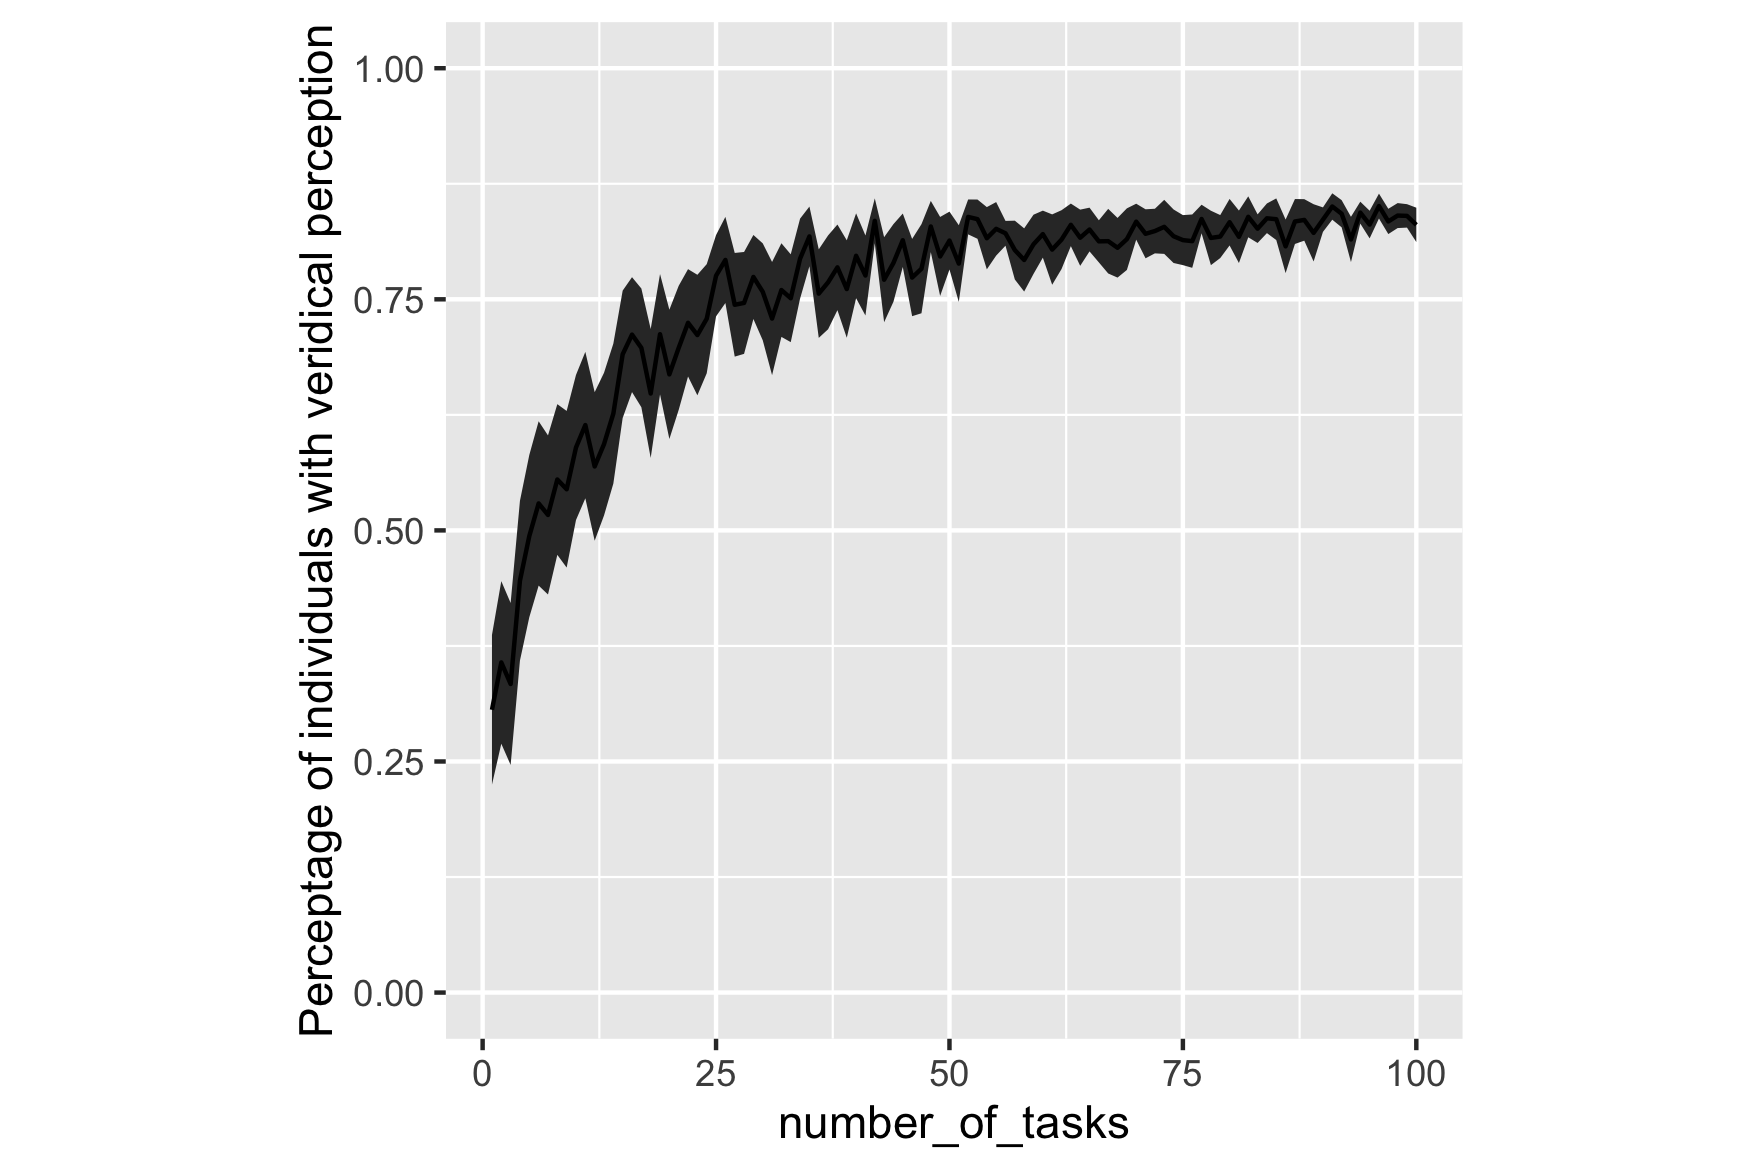 Perceptage of individuals with veridical perception
1.00
0.75
0.50
0.25
0.00
0 25 50 75 100
number_of_tasks